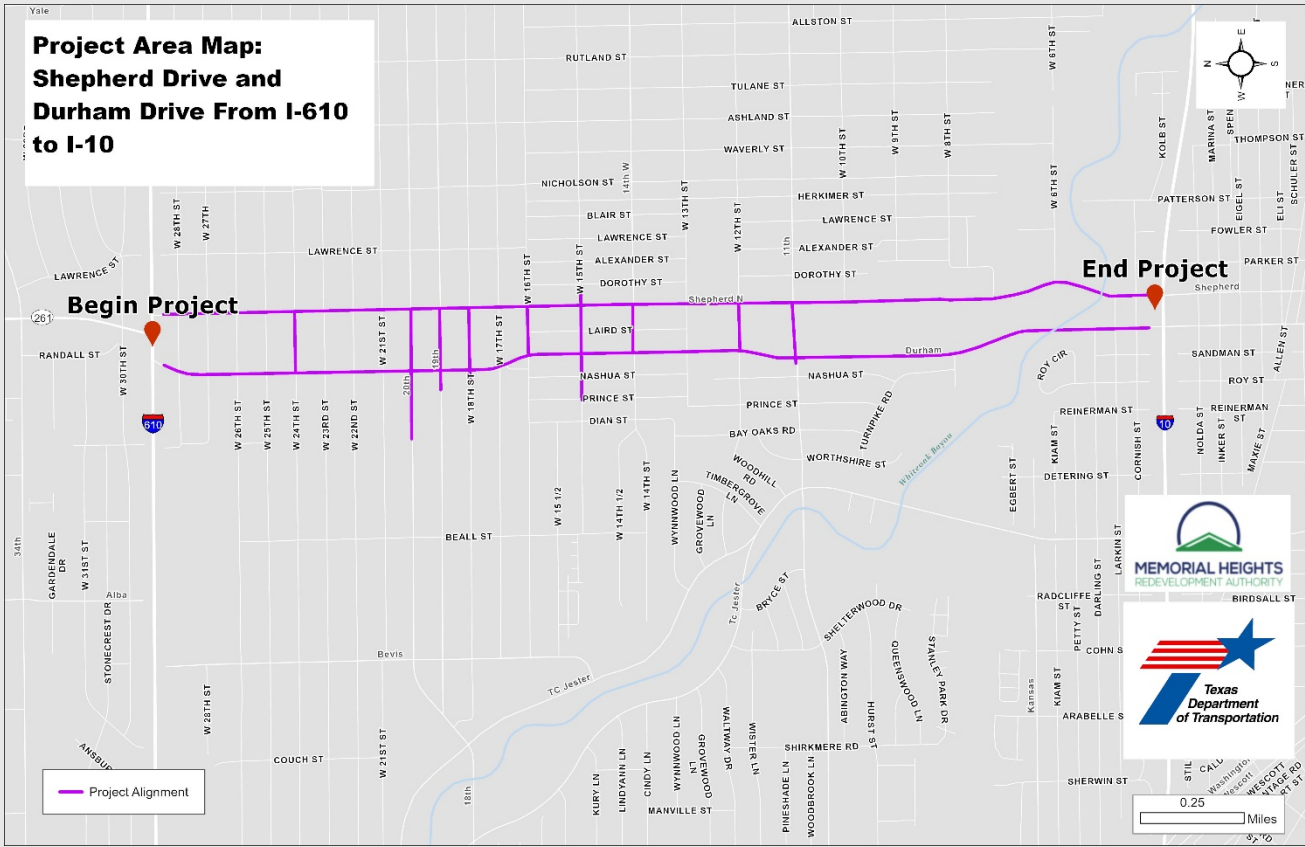 Yale
Project Area Map:
Shepherd Drive and
Durham Drive From I-610
to I-10
ALLSTON ST
RUTLAND ST
TULANE ST
ASHLAND ST
WAVERLY ST
W 10TH ST
W 9TH ST
W 8TH ST
W 6TH ST
E
N
S
W
KOLB ST
MARINA ST
THOMPSON ST
SCHULER ST
NICHOLSON ST
14th W
W 13TH ST
HERKIMER ST
W 6TH ST
PATTERSON ST
EIGEL ST
ELI ST
W 28TH ST
W 27TH
BLAIR ST
W 12TH ST
LAWRENCE ST
FOWLER ST
LAWRENCE ST
LAWRENCE ST
11th
ALEXANDER ST
W 16TH ST
W 15TH ST
ALEXANDER ST
PARKER ST
LAWRENCE ST
DOROTHY ST
DOROTHY ST
End Project
Begin Project
Shepherd N
Shepherd
261
RANDALL ST
W 30TH ST
W 21ST ST
20th
19th
W 18TH ST
W 17TH ST
LAIRD ST
Durham
NASHUA ST
NASHUA ST
ROY CIR
SANDMAN ST
ALLEN ST
ROY ST
610
W 26TH ST
W 25TH ST
W 24TH ST
W 23RD ST
W 22ND ST
PRINCE ST
PRINCE ST
DIAN ST
BAY OAKS RD
TURNPIKE RD
REINERMAN ST
REINERMAN
ST
10
KIAM ST
CORNISH ST
NOLDA ST
INKER ST
MAXIE ST
WORTHSHIRE ST
Whiteoak Bayou
DETERING ST
WOODHILL
RD
TIMBERGROVE
LN
W 15 1/2
W 14TH 1/2
W 14TH ST
WYNNWOOD LN
GROVEWOOD
LN
EGBERT ST
34th
GARDENDALE
DR
W 31ST ST
BEALL ST
LARKIN ST
MEMORIAL HEIGHTS
REDEVELOPMENT AUTHORITY
Alba
STONECREST DR
Tc Jester
BRYCE ST
SHELTERWOOD DR
RADCLIFFE
ST
PETTY ST
DARLING ST
BIRDSALL ST
Bevis
TC Jester
ABINGTON WAY
QUEENSWOOD LN
STANLEY PARK DR
COHN S
Texas
Department
of Transportation
W 28TH ST
W 21ST ST
WYNNWOOD LN
GROVEWOOD
LN
WALTWAY DR
WISTER LN
HURST ST
Kansas
KIAM ST
ARABELLE S
COUCH ST
SHIRKMERE RD
Project Alignment
18th
KURY LN
LINDYANN LN
CINDY LN
MANVILLE ST
PINESHADE LN
WOODBROOK LN
SHERWIN ST
Washington
0.25
Miles